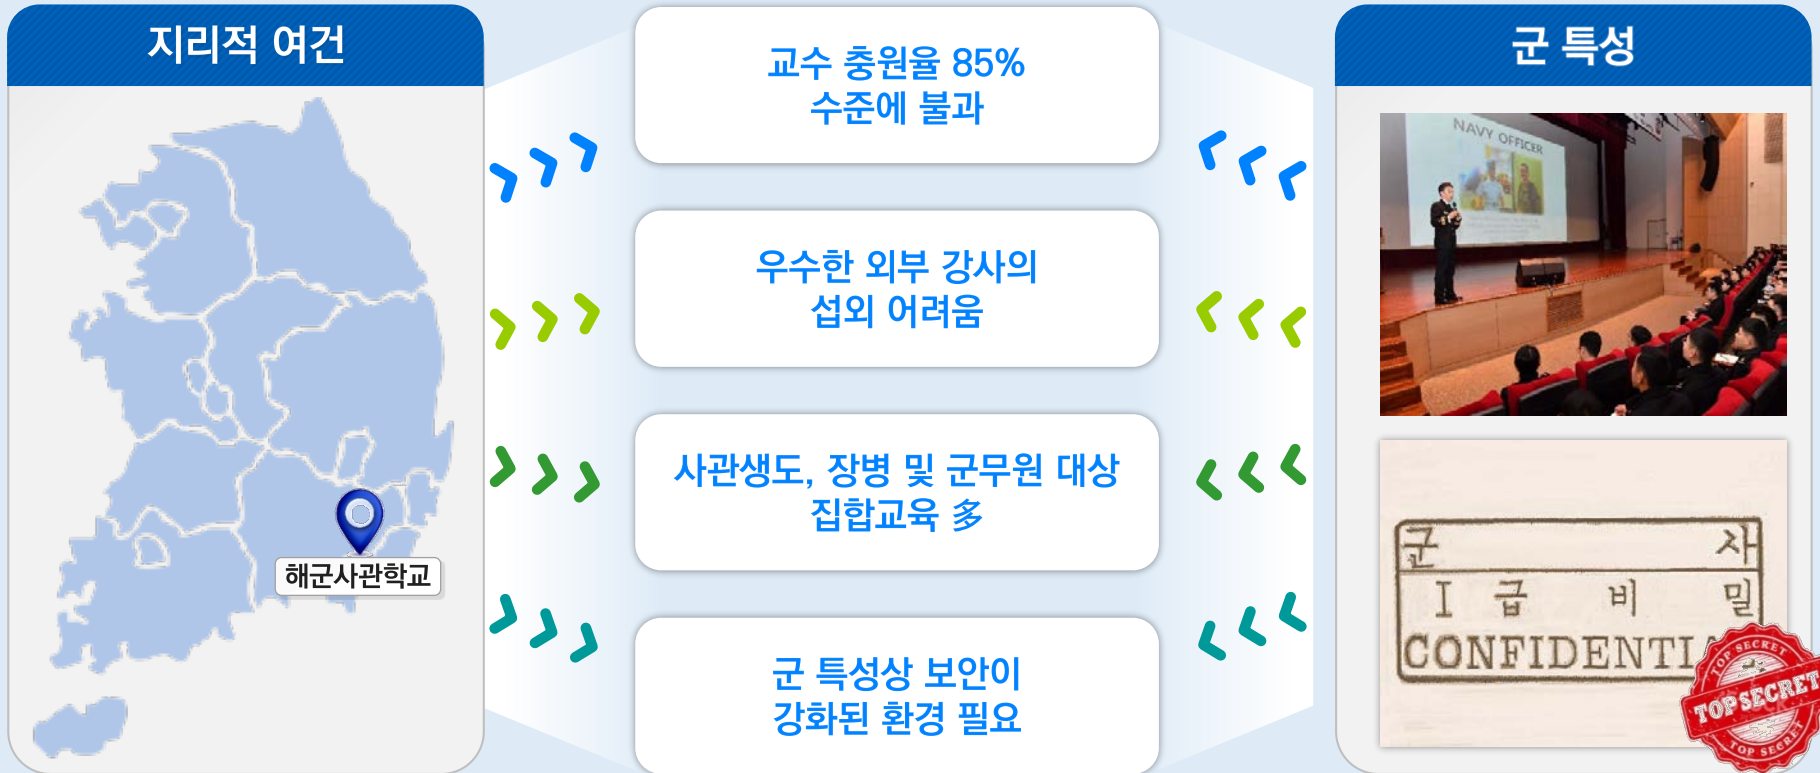 지리적 여건
해군사관학교
교수 충원율 85%
수준에 불과
우수한 외부 강사의
섭외 어려움
사관생도, 장병 및 군무원 대상
집합교육 多
군 특성상 보안이
강화된 환경 필요
군 특성
NAVY OFFICER
군 사
I 급 비 밀
CONFIDENTIA
TOP SECRET
TOP SECRET
TOP SECRET